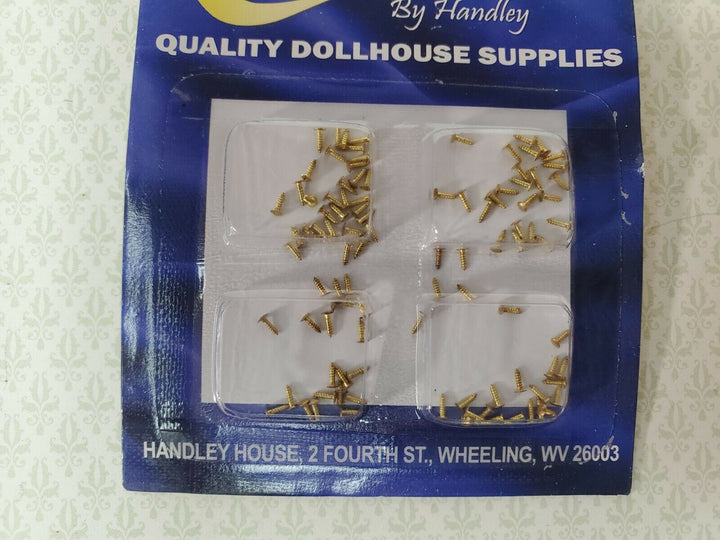 By Handley
QUALITY DOLLHOUSE SUPPLIES
HANDLEY HOUSE, 2 FOURTH ST., WHEELING, WV 26003